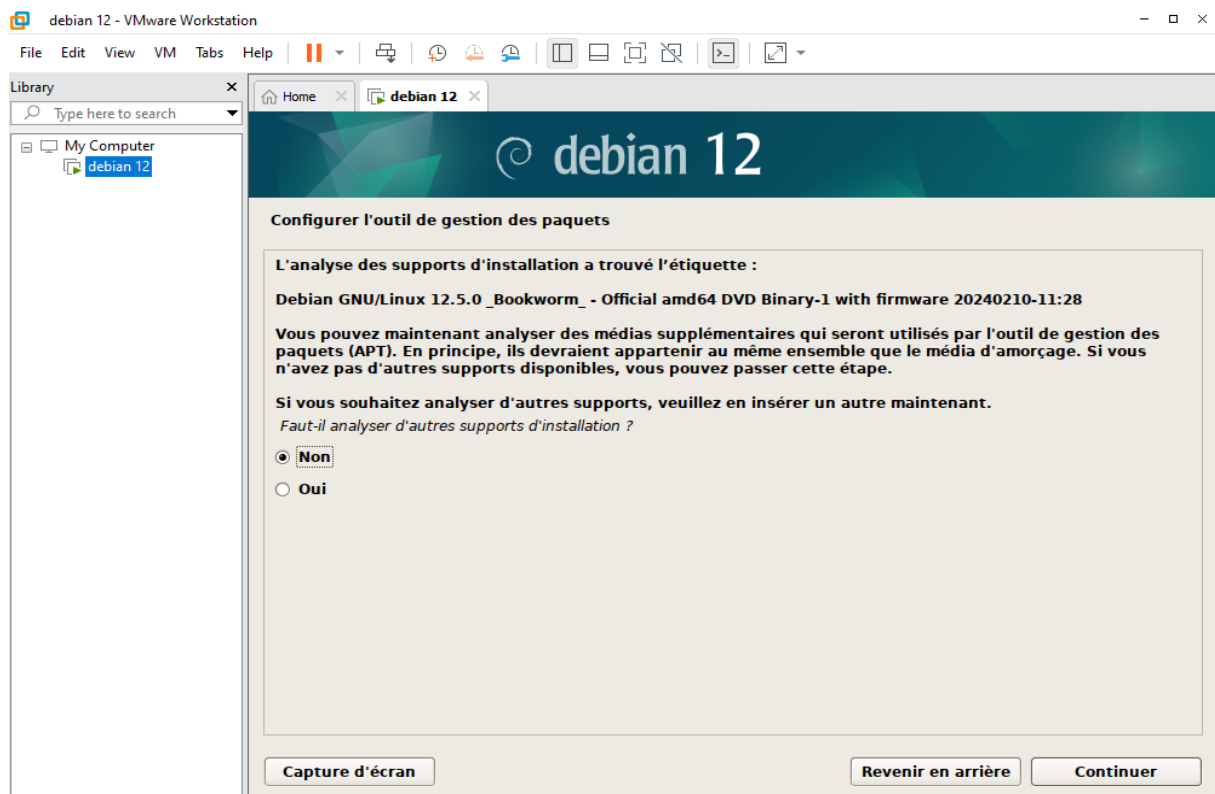 debian 12 - VMware Workstation
File Edit View VM Tabs Help
Library
Type here to search
My Computer
debian 12
Home
debian 12
debian 12
Configurer l'outil de gestion des paquets
L'analyse des supports d'installation a trouvé l’étiquette :
Debian GNU/Linux 12.5.0 _Bookworm_ - Official amd64 DVD Binary-1 with firmware 20240210-11:28
Vous pouvez maintenant analyser des médias supplémentaires qui seront utilisés par l'outil de gestion des
paquets (APT). En principe, ils devraient appartenir au même ensemble que le média d'amorçage. Si vous
n'avez pas d'autres supports disponibles, vous pouvez passer cette étape.
Si vous souhaitez analyser d'autres supports, veuillez en insérer un autre maintenant.
Faut-il analyser d'autres supports d'installation ?
Non
Oui
Capture d'écran
Revenir en arrière
Continuer